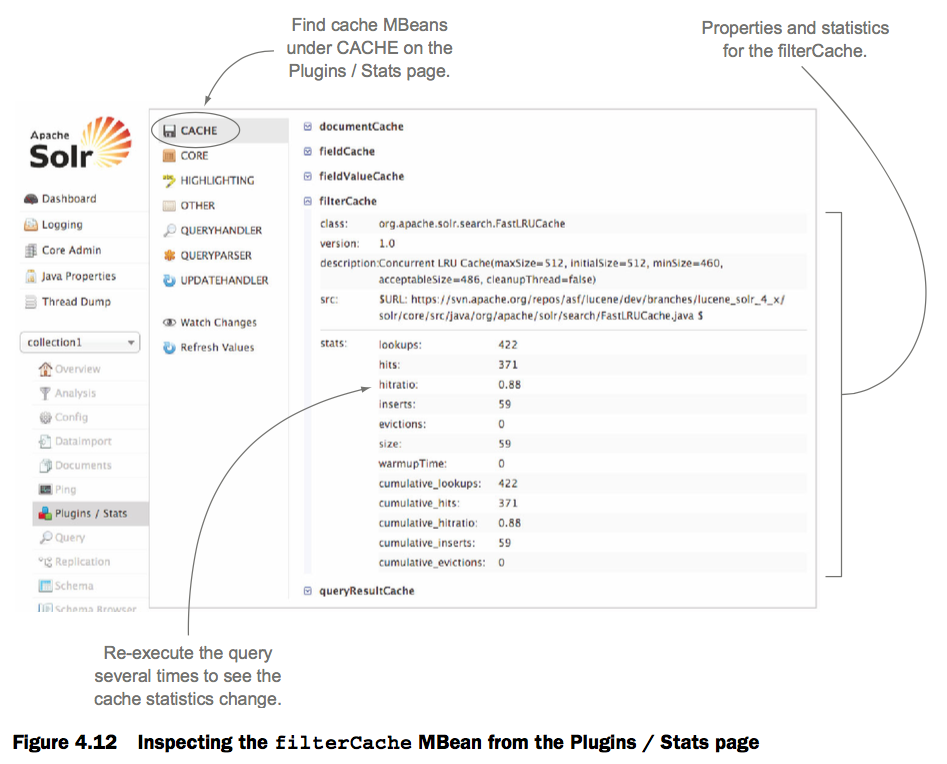 Find cache MBeans
under CACHE on the
Plugins / Stats page.
Properties and statistics
for the filterCache.
Apache
Solr
Dashboard
Logging
Core Admin
Java Properties
Thread Dump
collection1
Overview
Analysis
Config
Dataimport
Documents
Ping
Plugins / Stats
Query
Replication
Schema
Schema Browser
CACHE
CORE
HIGHLIGHTING
OTHER
QUERYHANDLER
QUERYPARSER
UPDATEHANDLER
Watch Changes
Refresh Values
documentCache
fieldCache
fieldValueCache
filterCache
class: org.apache.solr.search.FastLRUCache
version: 1.0
description:Concurrent LRU Cache(maxSize=512, initialSize=512, minSize=460,
acceptableSize=486, cleanupThread=false)
src: $URL: https://svn.apache.org/repos/asf/lucene/dev/branches/lucene_solr_4_x/
solr/core/src/java/org/apache/solr/search/FastLRUCache.java $
stats: lookups: 422
hits: 371
hitratio: 0.88
inserts: 59
evictions: 0
size: 59
warmupTime: 0
cumulative_lookups: 422
cumulative_hits: 371
cumulative_hitratio: 0.88
cumulative_inserts: 59
cumulative_evictions: 0
queryResultCache
Re-execute the query
several times to see the
cache statistics change.
Figure 4.12 Inspecting the filterCache MBean from the Plugins / Stats page